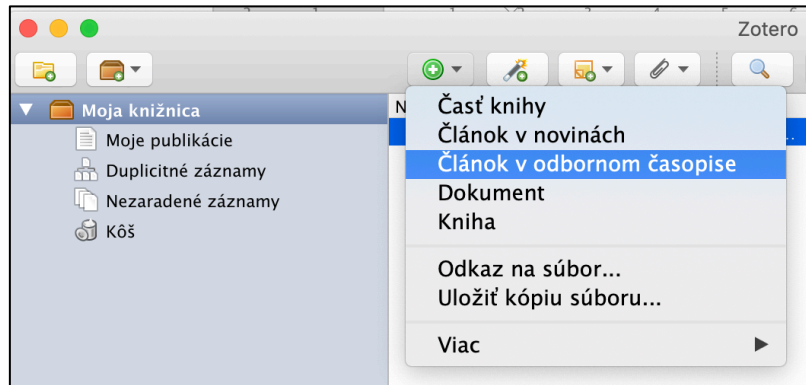 Zotero
Moja knižnica
Moje publikácie
Duplicitné záznamy
Nezaradené záznamy
Kôš
N
Časť knihy
Článok v novinách
Článok v odbornom časopise
Dokument
Kniha
Odkaz na súbor...
Uložiť kópiu súboru...
Viac